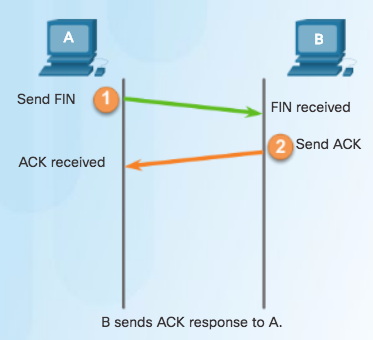 A
B
Send FIN
1
FIN received
2
Send ACK
ACK received
B sends ACK response to A.